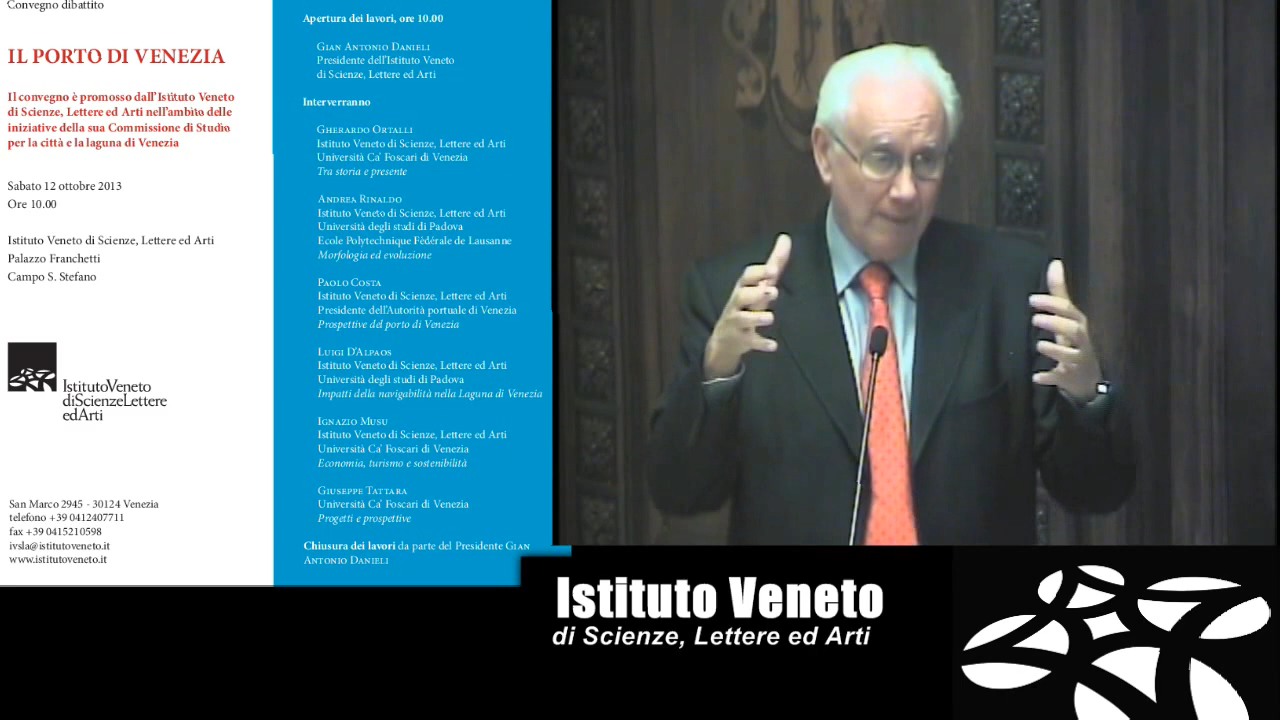 Convegno dibattito
IL PORTO DI VENEZIA
Il convegno è promosso dall'Istituto Veneto
di Scienze, Lettere ed Arti nell'ambito delle
iniziative della sua Commissione di Studio
per la città e la laguna di Venezia
Sabato 12 ottobre 2013
Ore 10.00
Istituto Veneto di Scienze, Lettere ed Arti
Palazzo Franchetti
Campo S. Stefano
IstitutoVeneto
diScienzeLettere
edArti
San Marco 2945 - 30124 Venezia
telefono +39 0412407711
fax +39 0415210598
ivsla@istitutoveneto.it
www.istitutoveneto.it
Apertura dei lavori, ore 10.00
Gian Antonio Danieli
Presidente dell'Istituto Veneto
di Scienze, Lettere ed Arti
Interverranno
Gherardo Ortalli
Istituto Veneto di Scienze, Lettere ed Arti
Università Ca' Foscari di Venezia
Tra storia e presente
Andrea Rinaldo
Istituto Veneto di Scienze, Lettere ed Arti
Università degli studi di Padova
Ecole Polytechnique Fèdérale de Lausanne
Morfologia ed evoluzione
Paolo Costa
Istituto Veneto di Scienze, Lettere ed Arti
Presidente dell'Autorità portuale di Venezia
Prospettive del porto di Venezia
Luigi D'Alpaos
Istituto Veneto di Scienze, Lettere ed Arti
Università degli studi di Padova
Impatti della navigabilità nella Laguna di Venezia
Ignazio Musu
Istituto Veneto di Scienze, Lettere ed Arti
Università Ca' Foscari di Venezia
Economia, turismo e sostenibilità
Giuseppe Tattara
Università Ca' Foscari di Venezia
Progetti e prospettive
Chiusura dei lavori da parte del Presidente Gian
Antonio Danieli
Istituto Veneto
di Scienze, Lettere ed Arti